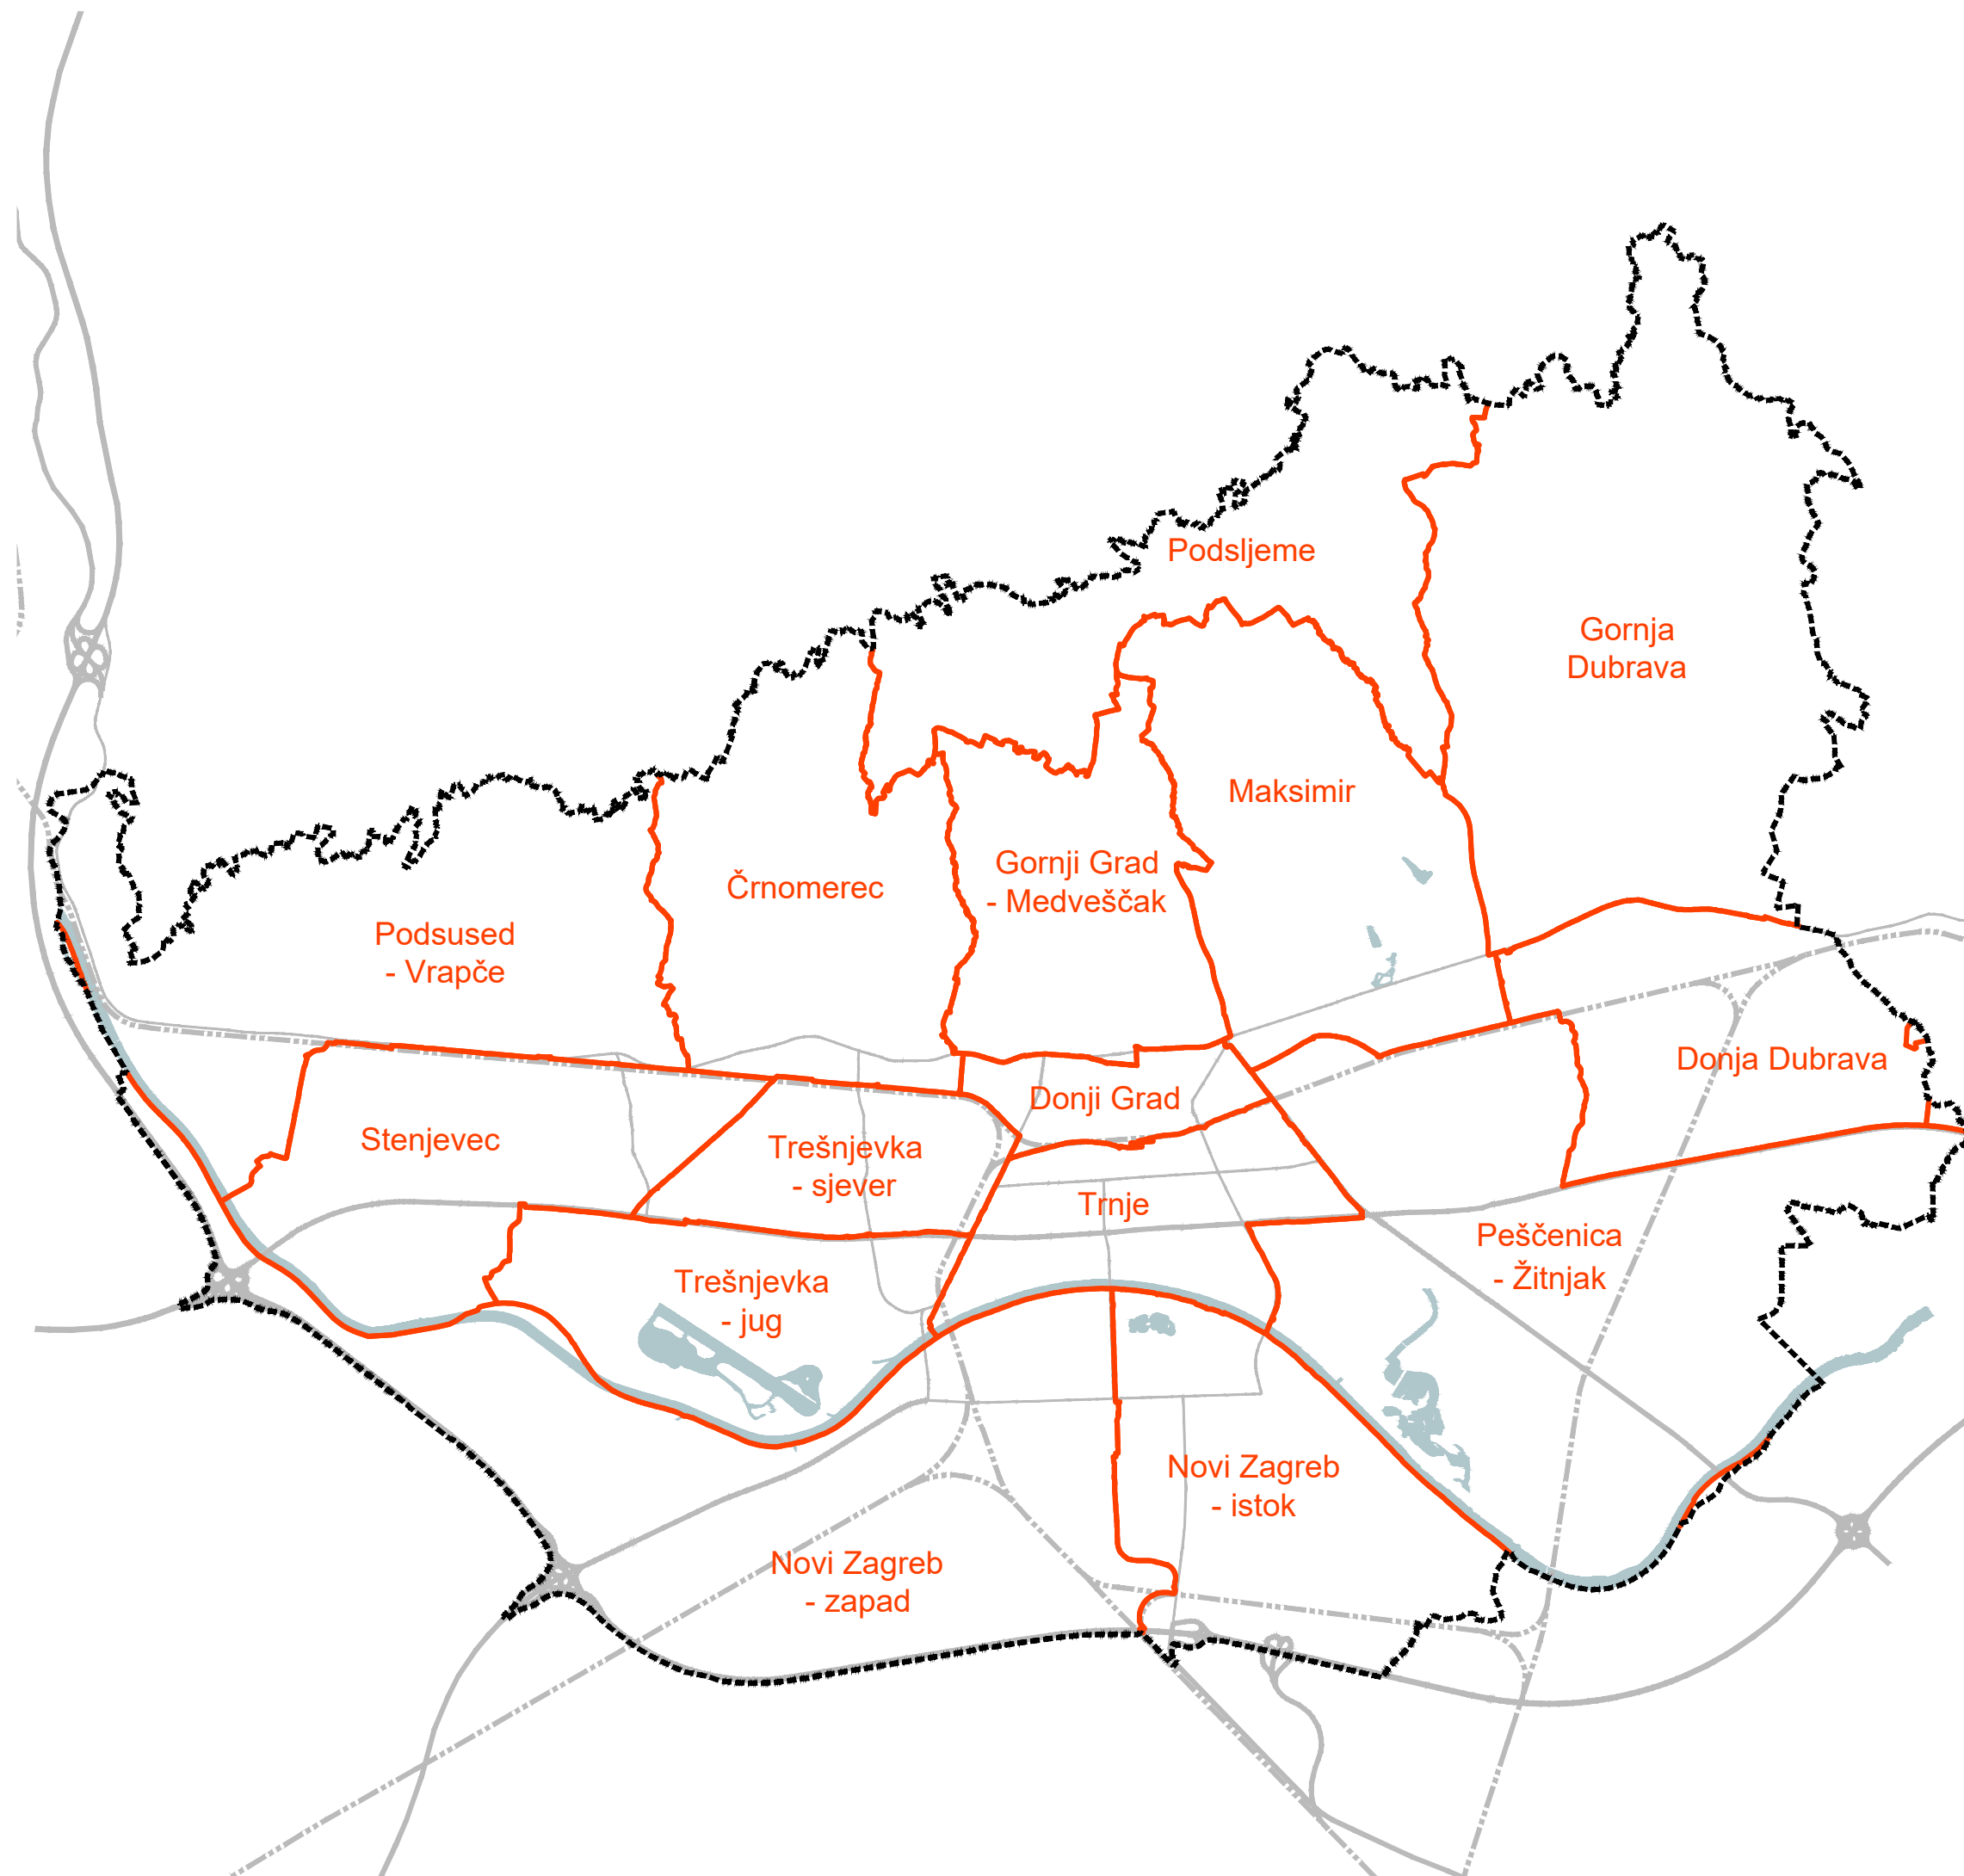 Podsljeme
Gornja
Dubrava
Maksimir
Gornji Grad
- Medveščak
Črnomerec
Podsused
- Vrapče
Donja Dubrava
Donji Grad
Stenjevec
Trešnjevka
- sjever
Trnje
Peščenica
- Žitnjak
Trešnjevka
- jug
Novi Zagreb
- istok
Novi Zagreb
- zapad